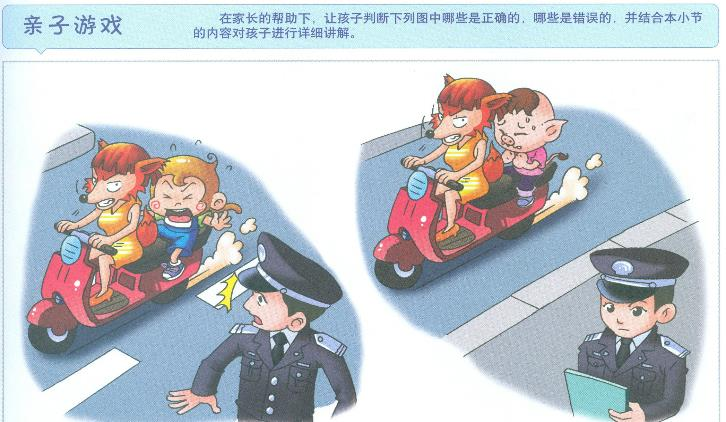 亲子游戏
在家长的帮助下，让孩子判断下列图中哪些是正确的，哪些是错误的，并结合本小节
的内容对孩子进行详细讲解。